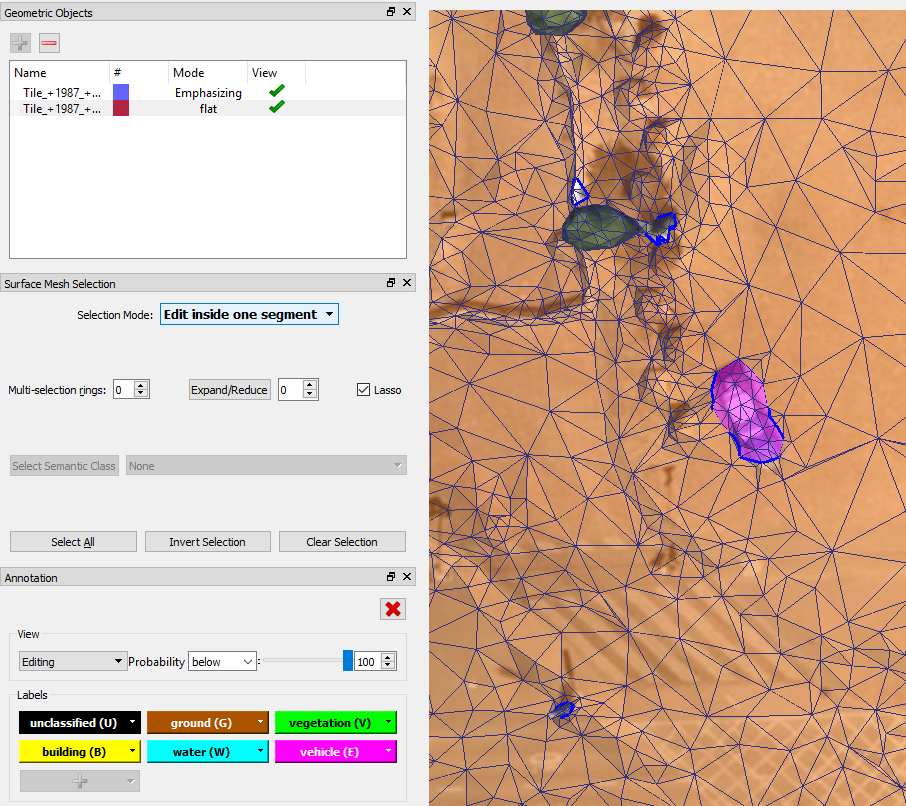 Geometric Objects
Name # Mode View
Tile_+1987_+... Emphasizing
Tile_+1987_+... flat
Surface Mesh Selection
Selection Mode: Edit inside one segment
Multi-selection rings: 0 Expand/Reduce 0 Lasso
Select Semantic Class None
Select All Invert Selection Clear Selection
Annotation
View
Editing Probability below : 100
Labels
unclassified (U) ground (G) vegetation (V)
building (B) water (W) vehicle (E)